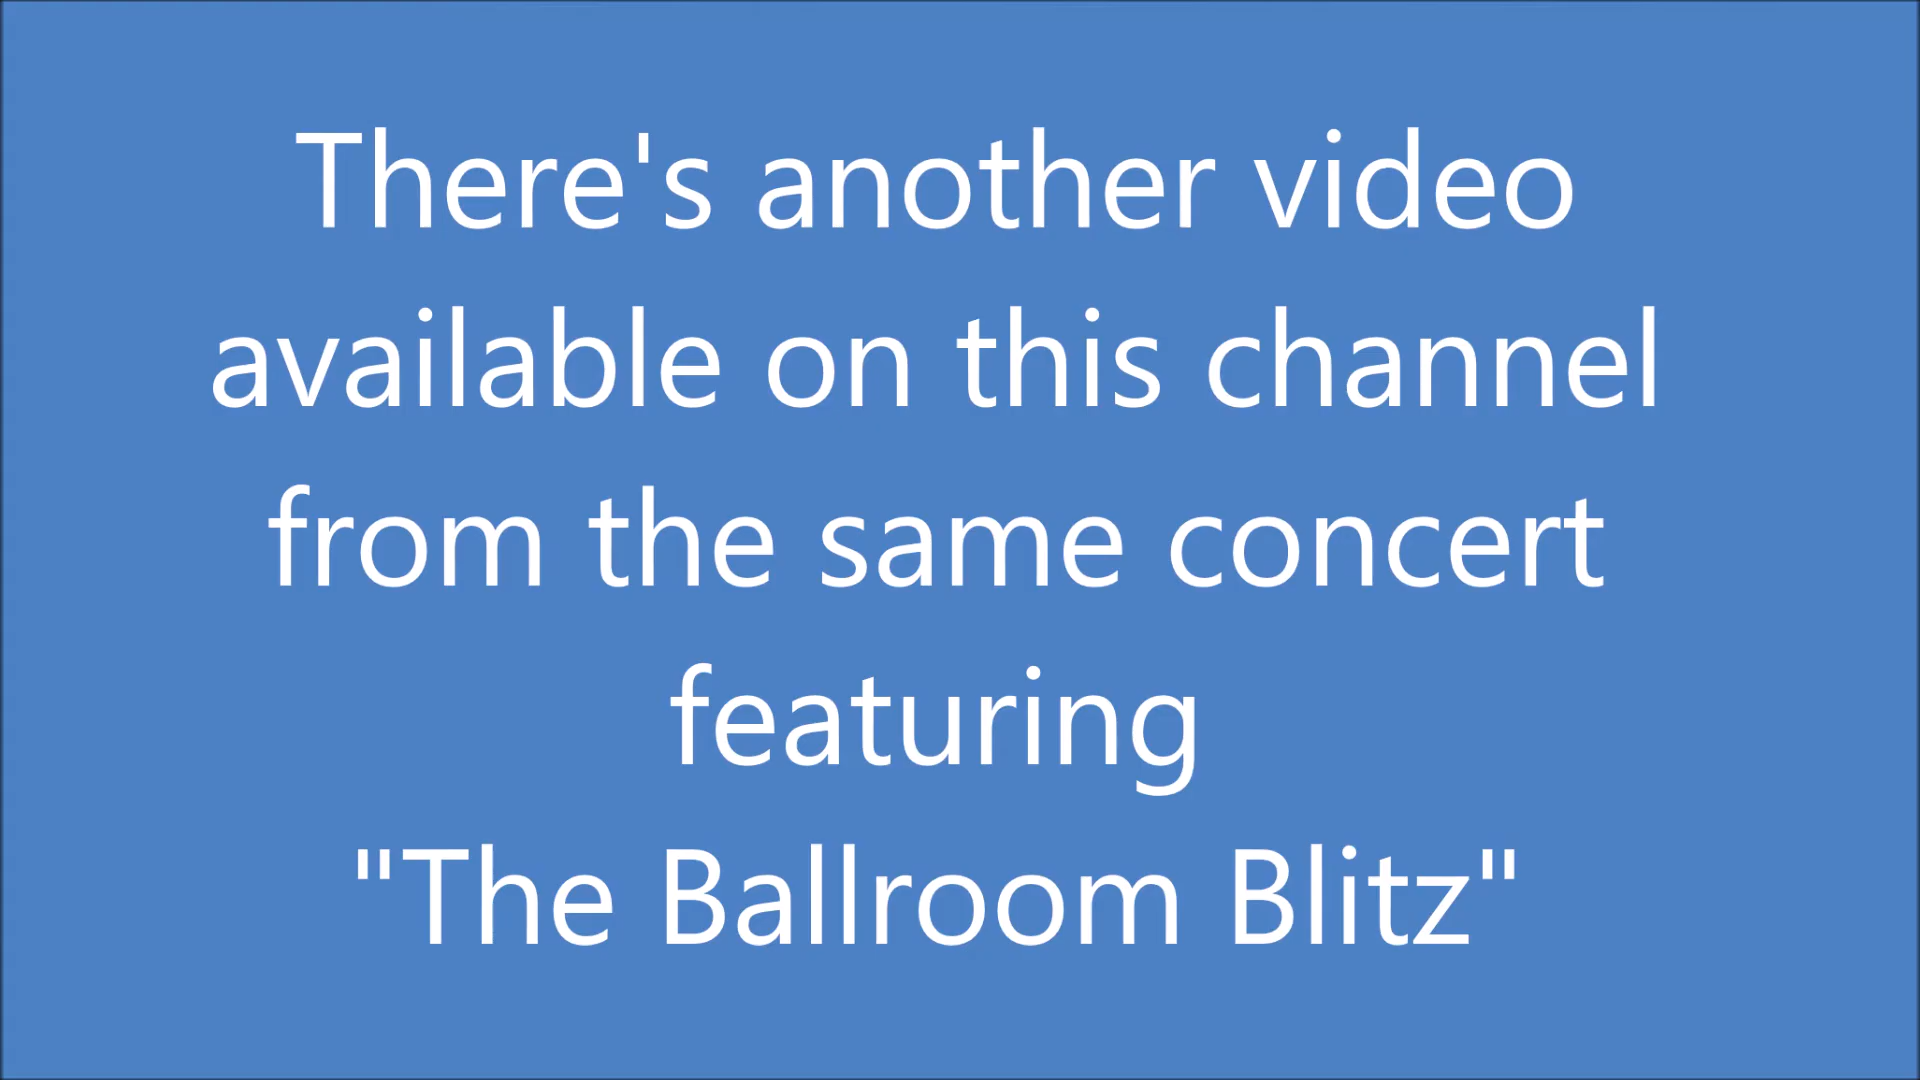 There's another video
available on this channel
from the same concert
featuring
"The Ballroom Blitz"